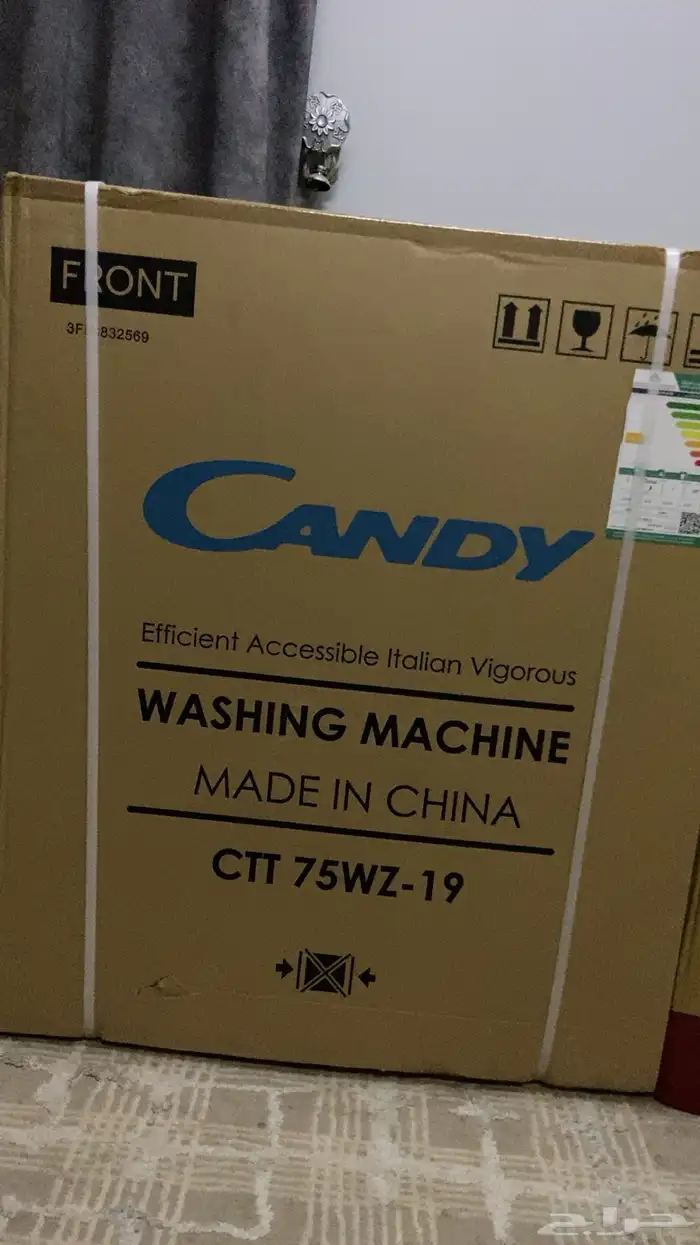 FRONT
CANDY
Efficient Accessible Italian Vigorous
WASHING MACHINE
MADE IN CHINA
CTT 75WZ-19
حراج